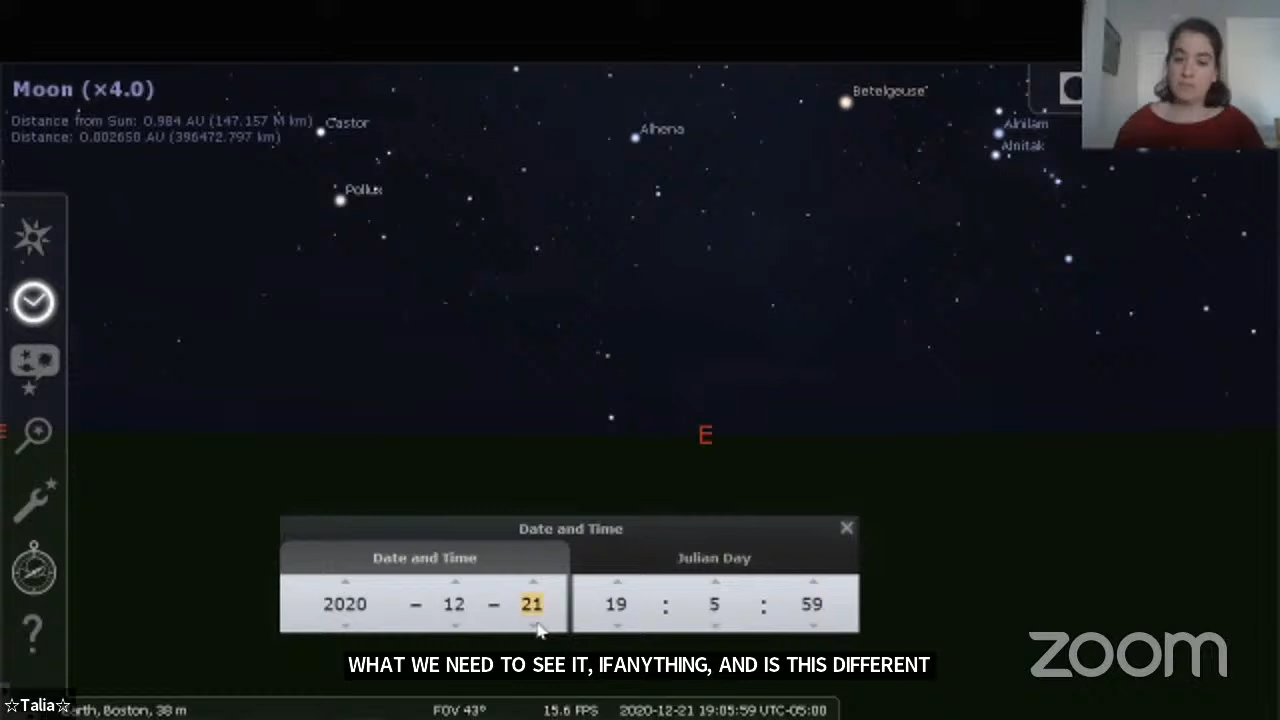 Moon (×4.0)
Distance from Sun: 0.984 AU (147.157 M km)
Distance: 0.002650 AU (396472.797 km)
Castor
Pollux
Alhena
Betelgeuse
Alnilam
Alnitak
E
E
Date and Time
Date and Time
Julian Day
2020 - 12 - 21 19 : 5 : 59
WHAT WE NEED TO SEE IT, IFANYTHING, AND IS THIS DIFFERENT
zoom
☆Talia☆
arth, Boston, 38 m FOV 43° 15.6 FPS 2020-12-21 19:05:59 UTC-05:00